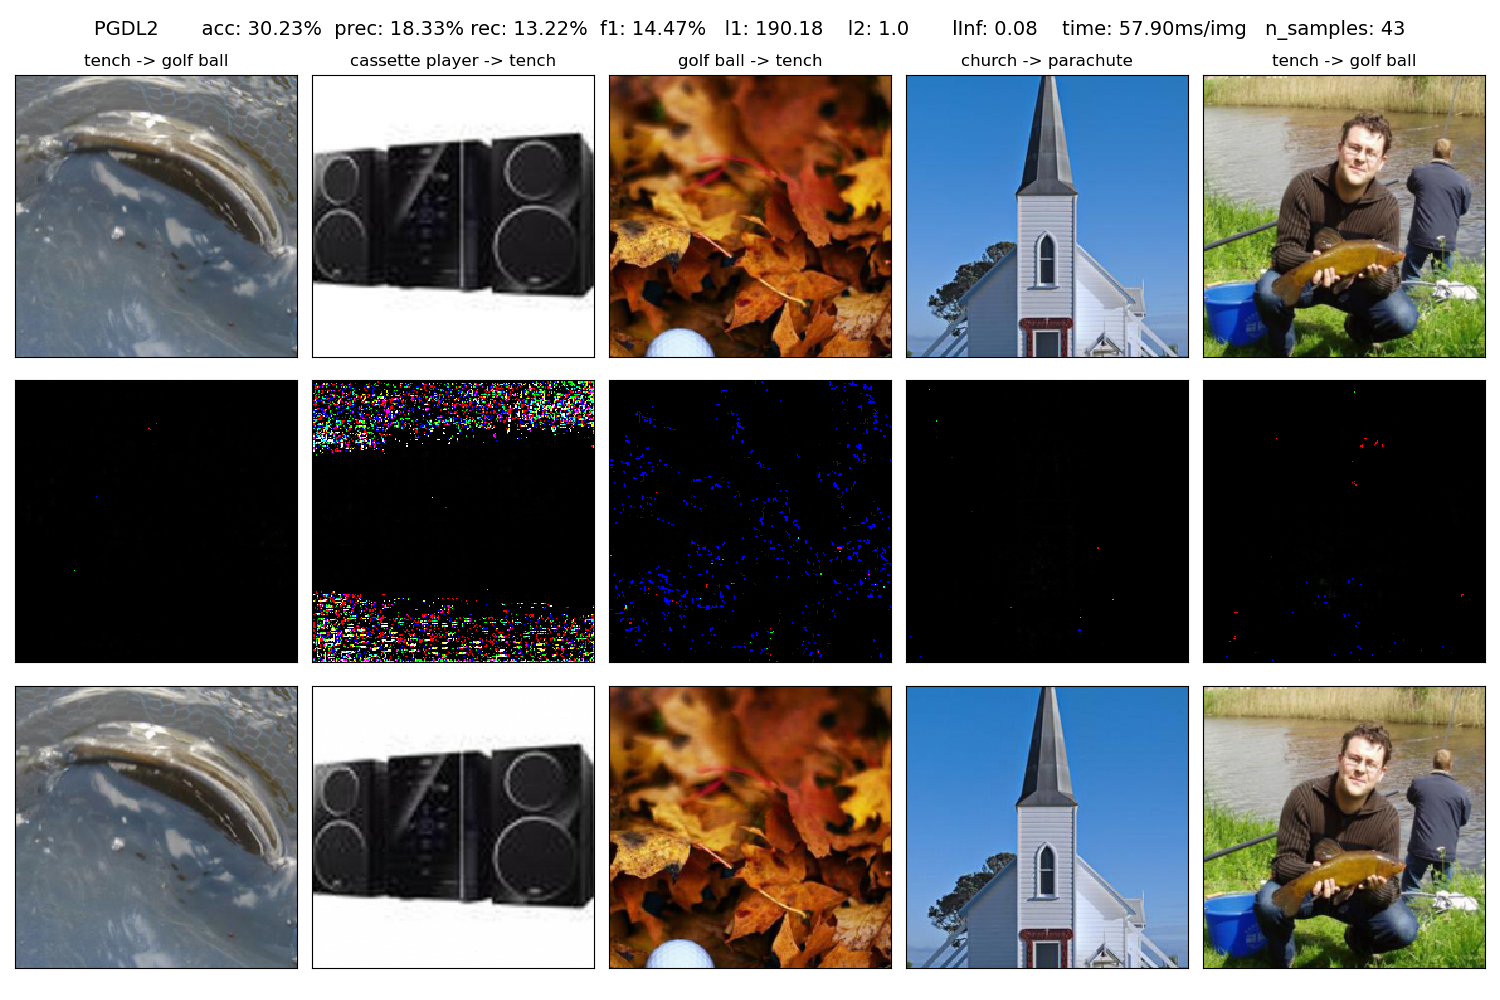 PGDL2 acc: 30.23% prec: 18.33% rec: 13.22% f1: 14.47% l1: 190.18 l2: 1.0 lInf: 0.08 time: 57.90ms/img n_samples: 43
tench -> golf ball
cassette player -> tench
golf ball -> tench
church -> parachute
tench -> golf ball